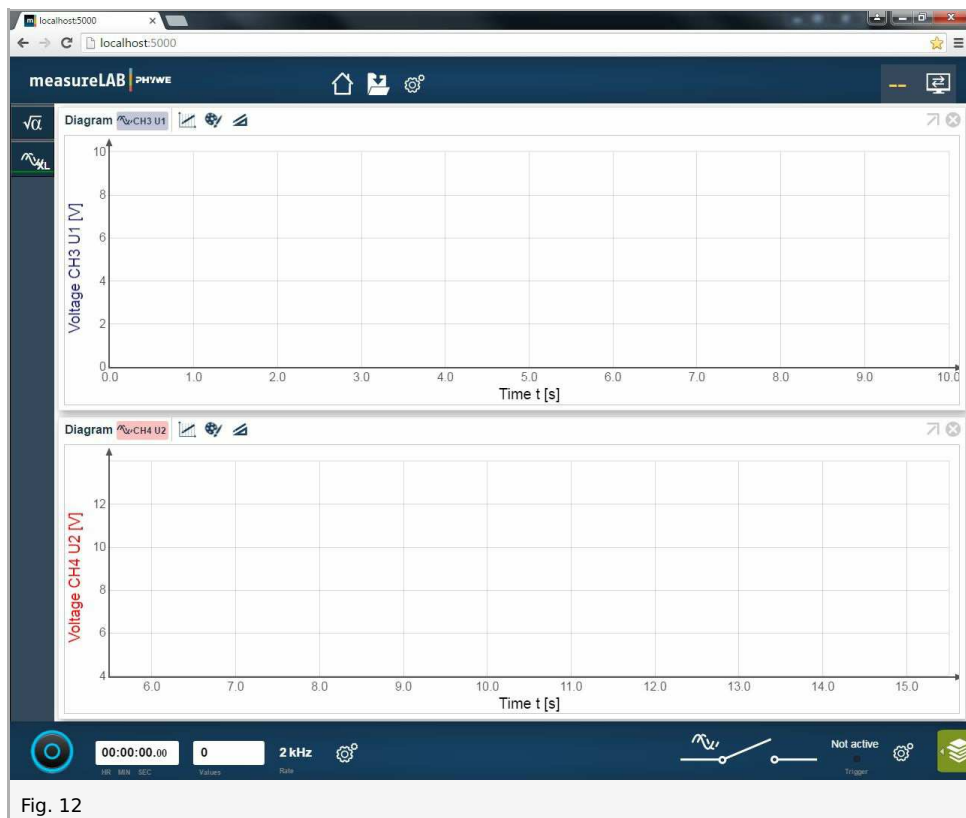 localhost:5000
localhost:5000
measureLAB PHYWE
--
√α
XL
Diagram CH3 U1
Voltage CH3 U1 [V]
10
8
6
4
2
0
0.0 1.0 2.0 3.0 4.0 5.0 6.0 7.0 8.0 9.0 10.0
Time t [s]
Diagram CH4 U2
Voltage CH4 U2 [V]
12
10
8
6
4
6.0 7.0 8.0 9.0 10.0 11.0 12.0 13.0 14.0 15.0
Time t [s]
00:00:00.00 0 2 kHz Not active
HR MIN SEC Values Rate Trigger
Fig. 12